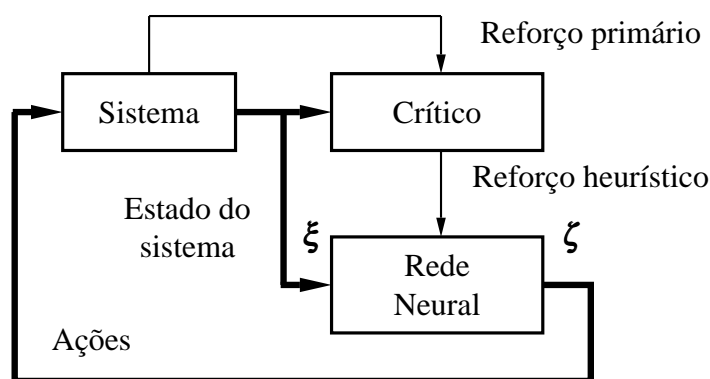 Reforço primário
Sistema
Crítico
Reforço heurístico
Estado do
sistema
ξ
ζ
Rede
Neural
Ações